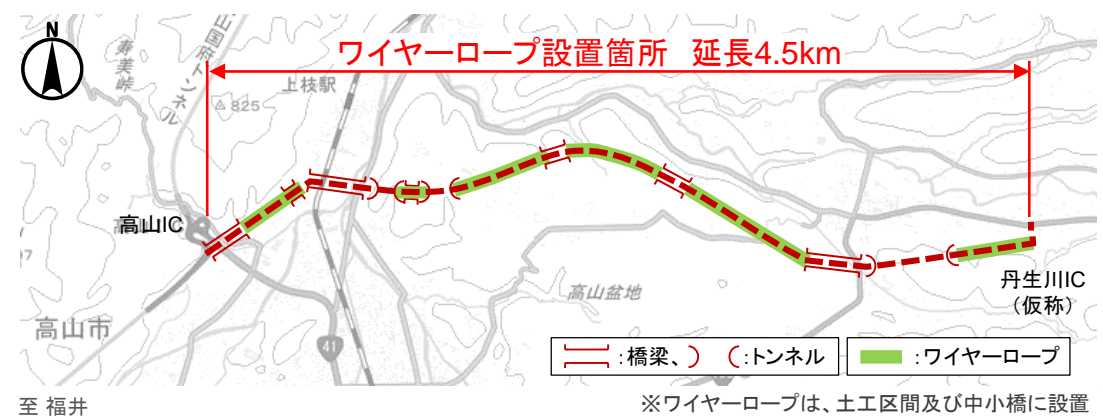 N
ワイヤーロープ設置箇所 延長4.5km
寿美峠
山国府トンネル
上枝駅
825
高山IC
高山市
41
高山盆地
丹生川IC
(仮称)
:橋梁、
:トンネル
:ワイヤーロープ
至 福井
※ワイヤーロープは、土工区間及び中小橋に設置